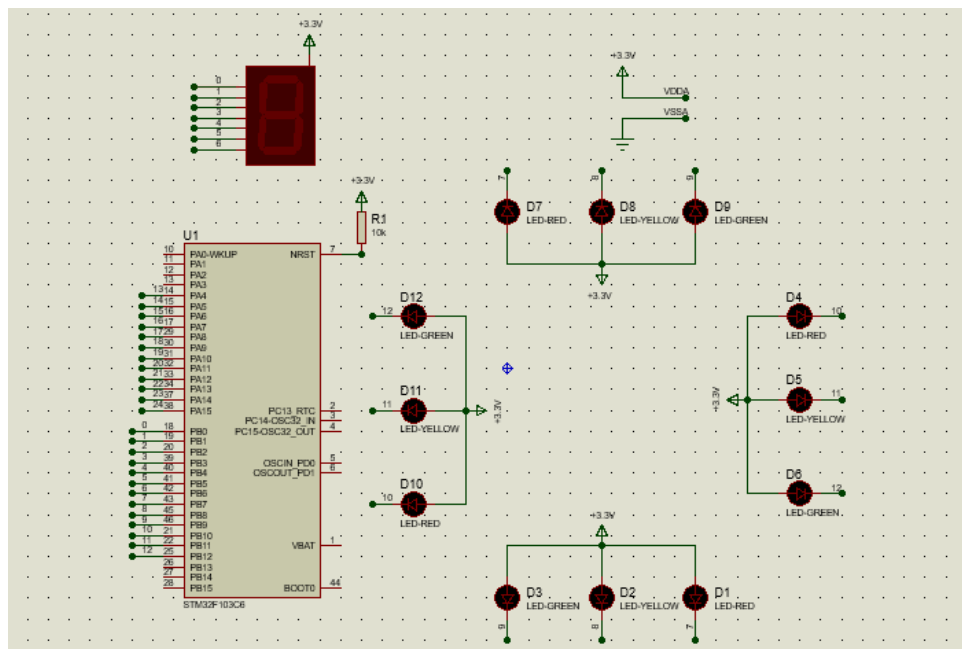 +3.3V
0
1
2
3
4
5
6
+3.3V
VDDA
VSSA
+3.3V
R1
10k
7 8 9
D7
LED-RED
D8
LED-YELLOW
D9
LED-GREEN
+3.3V
U1
10 PA0-WKUP NRST 7
11 PA1
12 PA2
13 PA3
13 14 PA4
14 15 PA5
15 16 PA6
16 17 PA7
17 29 PA8
18 30 PA9
19 31 PA10
20 32 PA11
21 33 PA12
22 34 PA13
23 37 PA14
24 38 PA15
PC13_RTC 2
PC14-OSC32_IN 3
PC15-OSC32_OUT 4
0 18 PB0
1 19 PB1
2 20 PB2
3 39 PB3
4 40 PB4
5 41 PB5
6 42 PB6
7 43 PB7
8 45 PB8
9 46 PB9
10 21 PB10
11 22 PB11
12 25 PB12
26 PB13
27 PB14
28 PB15
OSCIN_PD0 5
OSCOUT_PD1 6
VBAT 1
BOOT0 44
STM32F103C6
D12
12
LED-GREEN
D11
11
LED-YELLOW
+3.3V
D10
10
LED-RED
D4
10
LED-RED
D5
11
LED-YELLOW
+3.3V
D6
12
LED-GREEN
+3.3V
D3
LED-GREEN
D2
LED-YELLOW
D1
LED-RED
9 8 7